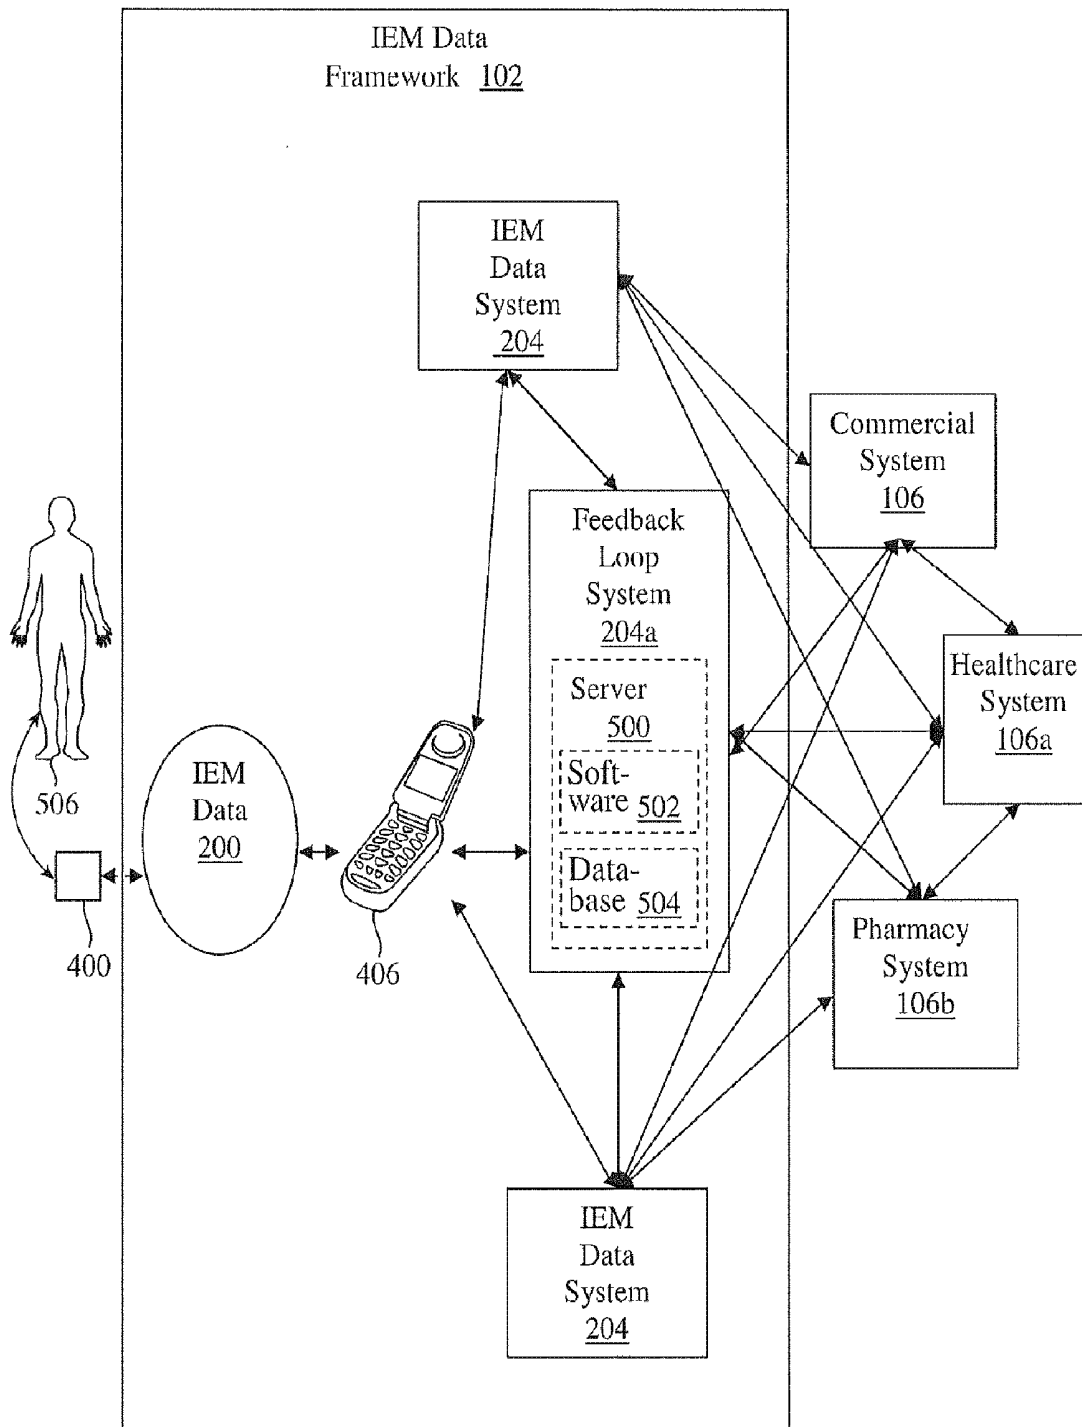 IEM Data
Framework 102
IEM
Data
System
204
Commercial
System
106
Feedback
Loop
System
204a
Server
500
Soft-
ware 502
Data-
base 504
Healthcare
System
106a
506
IEM
Data
200
400
406
Pharmacy
System
106b
IEM
Data
System
204